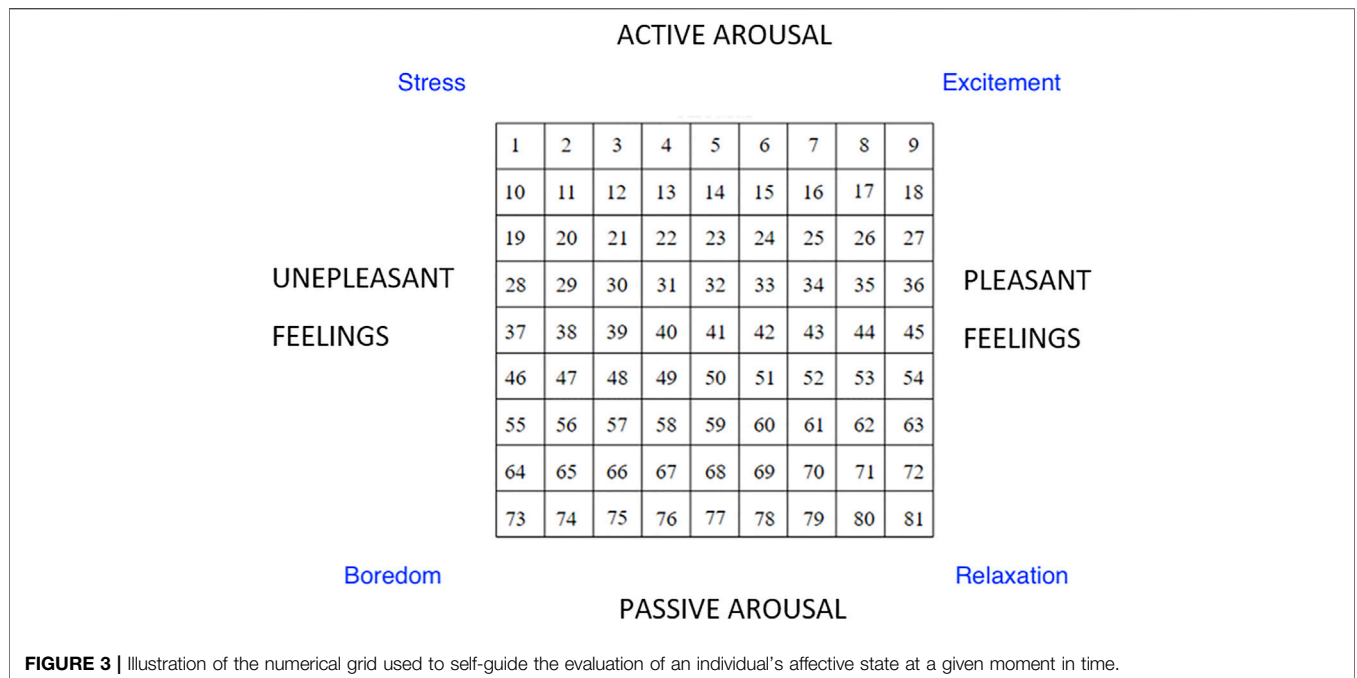 ACTIVE AROUSAL
Stress Excitement
1 2 3 4 5 6 7 8 9
10 11 12 13 14 15 16 17 18
19 20 21 22 23 24 25 26 27
UNEPLEASANT
FEELINGS
28 29 30 31 32 33 34 35 36
37 38 39 40 41 42 43 44 45
PLEASANT
FEELINGS
46 47 48 49 50 51 52 53 54
55 56 57 58 59 60 61 62 63
64 65 66 67 68 69 70 71 72
73 74 75 76 77 78 79 80 81
Boredom Relaxation
PASSIVE AROUSAL
FIGURE 3 | Illustration of the numerical grid used to self-guide the evaluation of an individual’s affective state at a given moment in time.